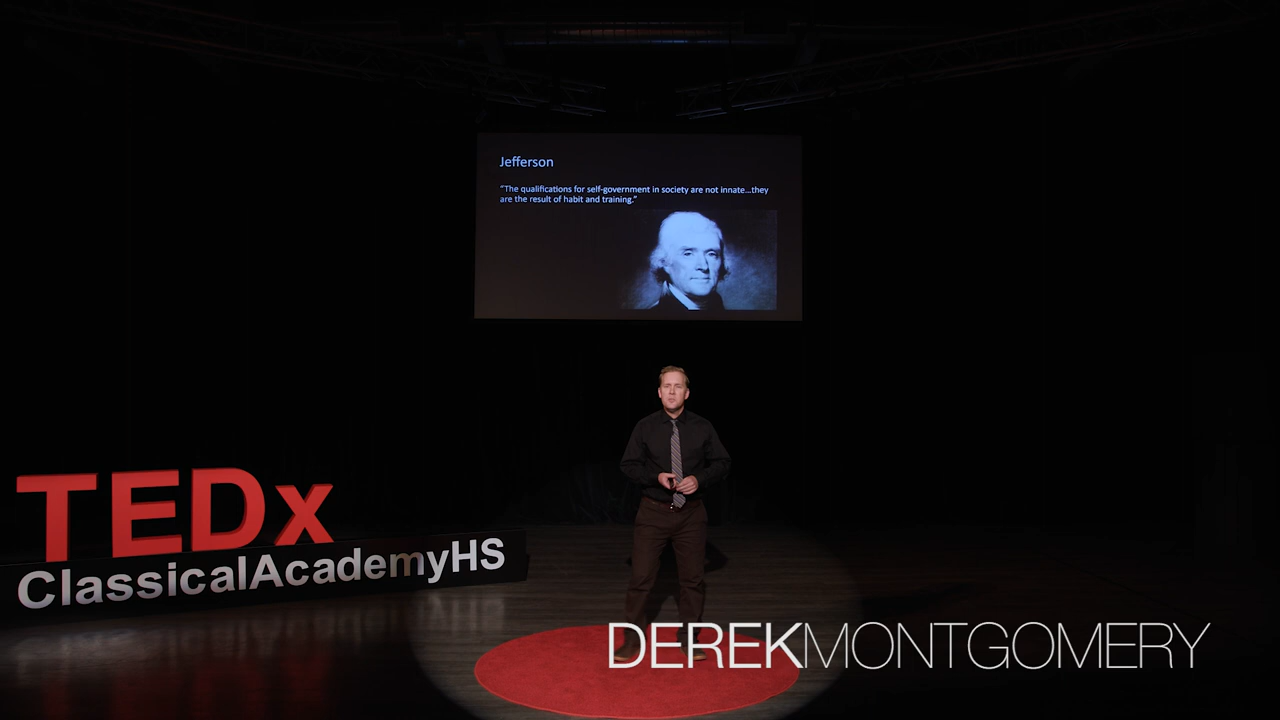 Jefferson
“The qualifications for self-government in society are not innate...they
are the result of habit and training.”
TEDx
ClassicalAcademyHS
DEREKMONTGOMERY